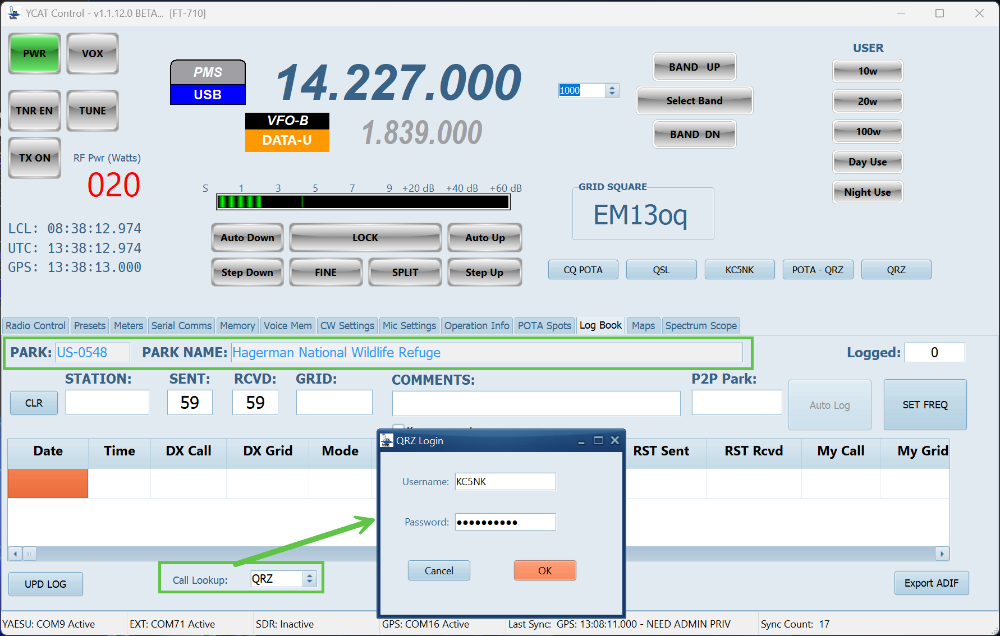 YCAT Control - v1.1.12.0 BETA... [FT-710]
PWR
VOX
TNR EN
TUNE
TX ON
RF Pwr (Watts)
020
LCL: 08:38:12.974
UTC: 13:38:12.974
GPS: 13:38:13.000
PMS
USB
14.227.000
VFO-B
DATA-U
1.839.000
1000
BAND UP
Select Band
BAND DN
USER
10w
20w
100w
Day Use
Night Use
S 1 3 5 7 9 +20 dB +40 dB +60 dB
GRID SQUARE
EM13oq
Auto Down
LOCK
Auto Up
Step Down
FINE
SPLIT
Step Up
CQ POTA
QSL
KC5NK
POTA - QRZ
QRZ
Radio Control
Presets
Meters
Serial Comms
Memory
Voice Mem
CW Settings
Mic Settings
Operation Info
POTA Spots
Log Book
Maps
Spectrum Scope
PARK: US-0548 PARK NAME: Hagerman National Wildlife Refuge
Logged: 0
STATION: SENT: RCVD: GRID: COMMENTS: P2P Park:
CLR
59
59
Auto Log
SET FREQ
Date Time DX Call DX Grid Mode RST Sent RST Rcvd My Call My Grid
QRZ Login
Username: KC5NK
Password: ●●●●●●●●●●
Cancel
OK
UPD LOG
Call Lookup: QRZ
Export ADIF
YAESU: COM9 Active
EXT: COM71 Active
SDR: Inactive
GPS: COM16 Active
Last Sync: GPS: 13:08:11.000 - NEED ADMIN PRIV
Sync Count: 17